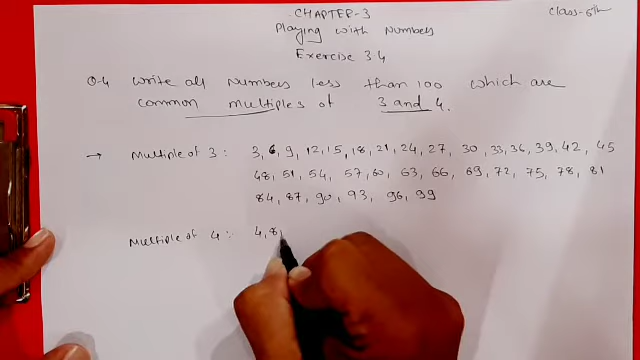 CHAPTER-3
Class-6th
Playing with Numbers
Exercise 3.4
Q.4 Write all Numbers less than 100 which are
common multiples of 3 and 4.
→ Multiple of 3: 3, 6, 9, 12, 15, 18, 21, 24, 27, 30, 33, 36, 39, 42, 45
48, 51, 54, 57, 60, 63, 66, 69, 72, 75, 78, 81
84, 87, 90, 93, 96, 99
Multiple of 4: 4, 8,